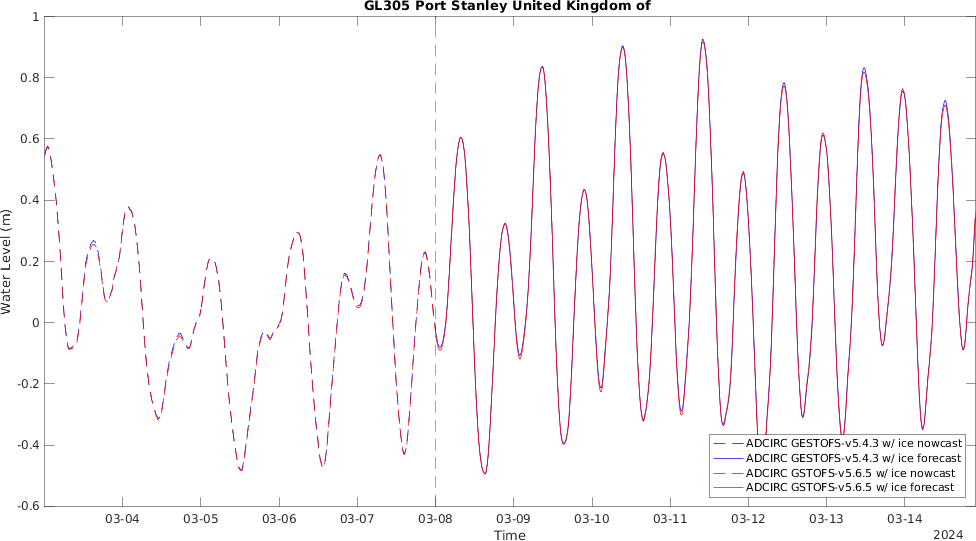 GL305 Port Stanley United Kingdom of
1
0.8
0.6
0.4
0.2
0
-0.2
-0.4
-0.6
Water Level (m)
ADCIRC GESTOFS-v5.4.3 w/ ice nowcast
ADCIRC GESTOFS-v5.4.3 w/ ice forecast
ADCIRC GSTOFS-v5.6.5 w/ ice nowcast
ADCIRC GSTOFS-v5.6.5 w/ ice forecast
03-04 03-05 03-06 03-07 03-08 03-09 03-10 03-11 03-12 03-13 03-14
Time
2024